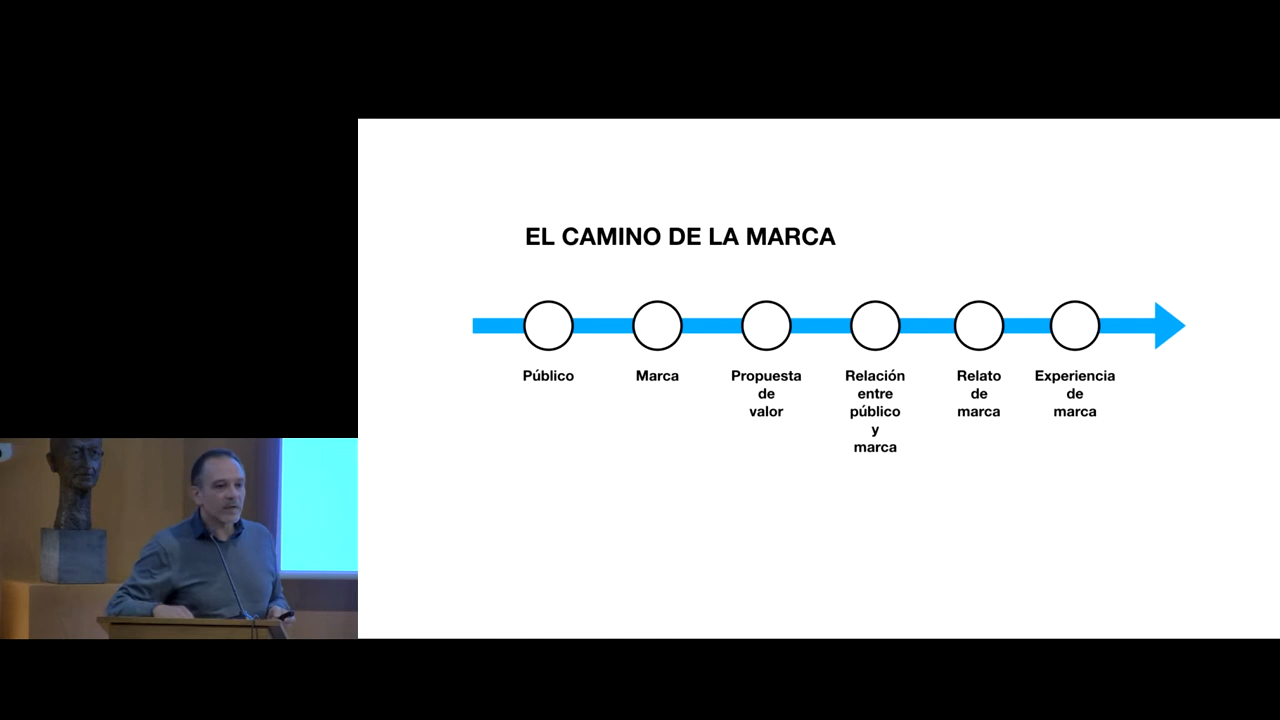 EL CAMINO DE LA MARCA
Público
Marca
Propuesta
de
valor
Relación
entre
público
y
marca
Relato
de
marca
Experiencia
de
marca